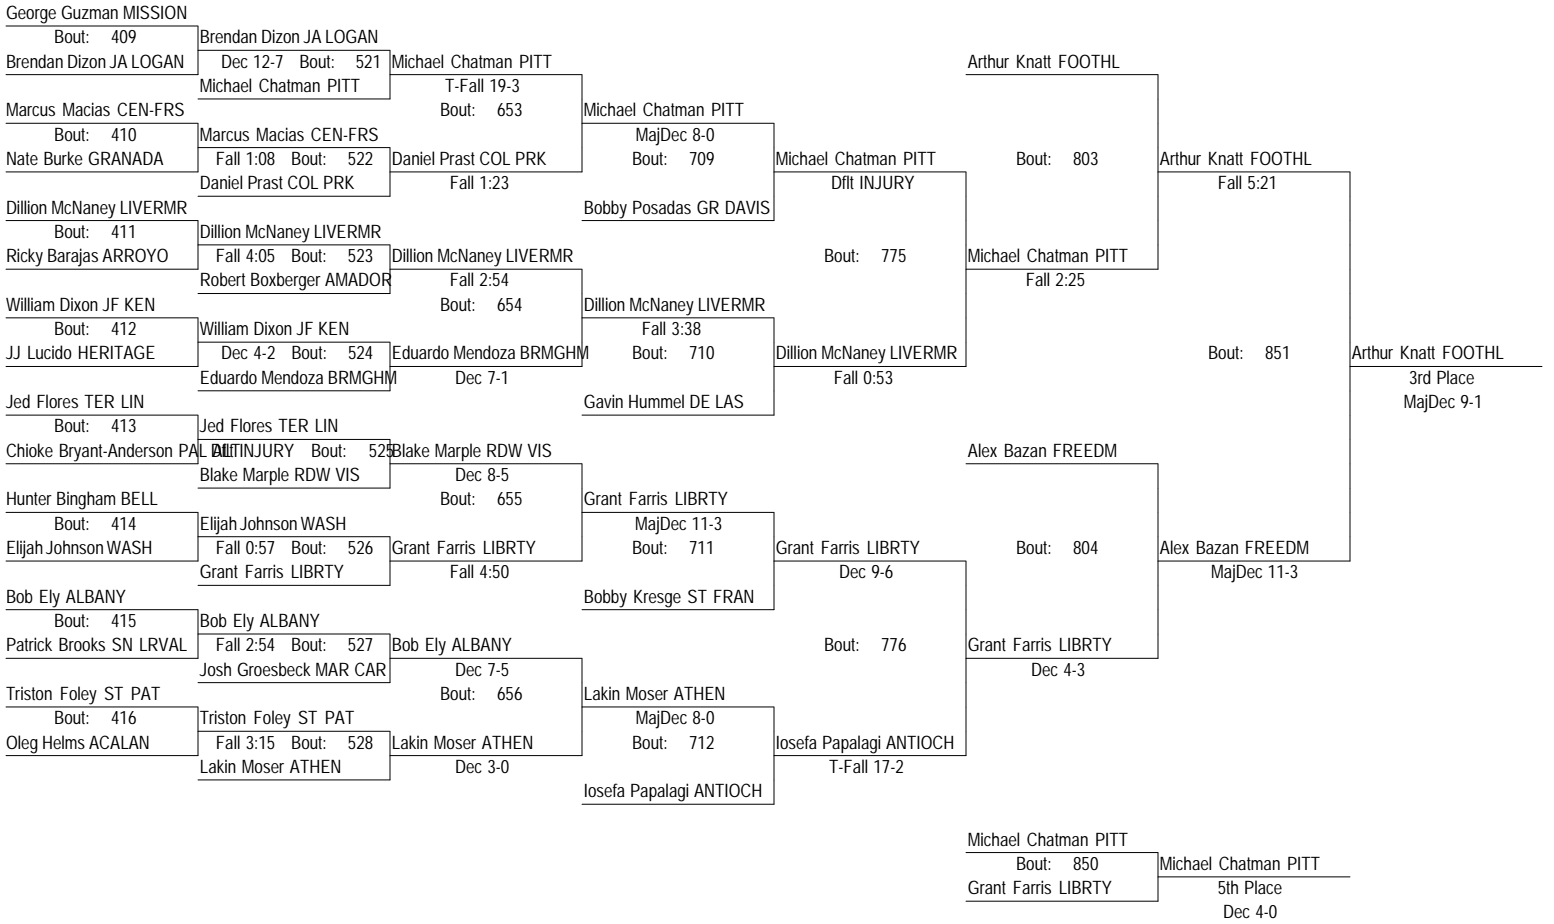 George Guzman MISSION
Bout: 409
Brendan Dizon JA LOGAN
Brendan Dizon JA LOGAN
Dec 12-7 Bout: 521
Michael Chatman PITT
Michael Chatman PITT
T-Fall 19-3
Bout: 653
Marcus Macias CEN-FRS
Bout: 410
Nate Burke GRANADA
Marcus Macias CEN-FRS
Fall 1:08 Bout: 522
Daniel Prast COL PRK
Daniel Prast COL PRK
Fall 1:23
Michael Chatman PITT
MajDec 8-0
Bout: 709
Bobby Posadas GR DAVIS
Michael Chatman PITT
Dflt INJURY
Bout: 775
Dillion McNaney LIVERMR
Bout: 411
Ricky Barajas ARROYO
Dillion McNaney LIVERMR
Fall 4:05 Bout: 523
Robert Boxberger AMADOR
Dillion McNaney LIVERMR
Fall 2:54
Bout: 654
William Dixon JF KEN
Bout: 412
JJ Lucido HERITAGE
William Dixon JF KEN
Dec 4-2 Bout: 524
Eduardo Mendoza BRMGHM
Eduardo Mendoza BRMGHM
Dec 7-1
Dillion McNaney LIVERMR
Fall 3:38
Bout: 710
Gavin Hummel DE LAS
Dillion McNaney LIVERMR
Fall 0:53
Arthur Knatt FOOTHL
Bout: 803
Michael Chatman PITT
Fall 2:25
Arthur Knatt FOOTHL
Fall 5:21
Bout: 851
Arthur Knatt FOOTHL
3rd Place
MajDec 9-1
Jed Flores TER LIN
Bout: 413
Chioke Bryant-Anderson PAL ALT
Jed Flores TER LIN
Dflt INJURY Bout: 525
Blake Marple RDW VIS
Blake Marple RDW VIS
Dec 8-5
Bout: 655
Hunter Bingham BELL
Bout: 414
Elijah Johnson WASH
Elijah Johnson WASH
Fall 0:57 Bout: 526
Grant Farris LIBRTY
Grant Farris LIBRTY
Fall 4:50
Grant Farris LIBRTY
MajDec 11-3
Bout: 711
Bobby Kresge ST FRAN
Grant Farris LIBRTY
Dec 9-6
Bout: 776
Bob Ely ALBANY
Bout: 415
Patrick Brooks SN LRVAL
Bob Ely ALBANY
Fall 2:54 Bout: 527
Josh Groesbeck MAR CAR
Bob Ely ALBANY
Dec 7-5
Bout: 656
Triston Foley ST PAT
Bout: 416
Oleg Helms ACALAN
Triston Foley ST PAT
Fall 3:15 Bout: 528
Lakin Moser ATHEN
Lakin Moser ATHEN
Dec 3-0
Lakin Moser ATHEN
MajDec 8-0
Bout: 712
Iosefa Papalagi ANTIOCH
Iosefa Papalagi ANTIOCH
T-Fall 17-2
Alex Bazan FREEDM
Bout: 804
Grant Farris LIBRTY
Dec 4-3
Alex Bazan FREEDM
MajDec 11-3
Michael Chatman PITT
Bout: 850
Grant Farris LIBRTY
Michael Chatman PITT
5th Place
Dec 4-0